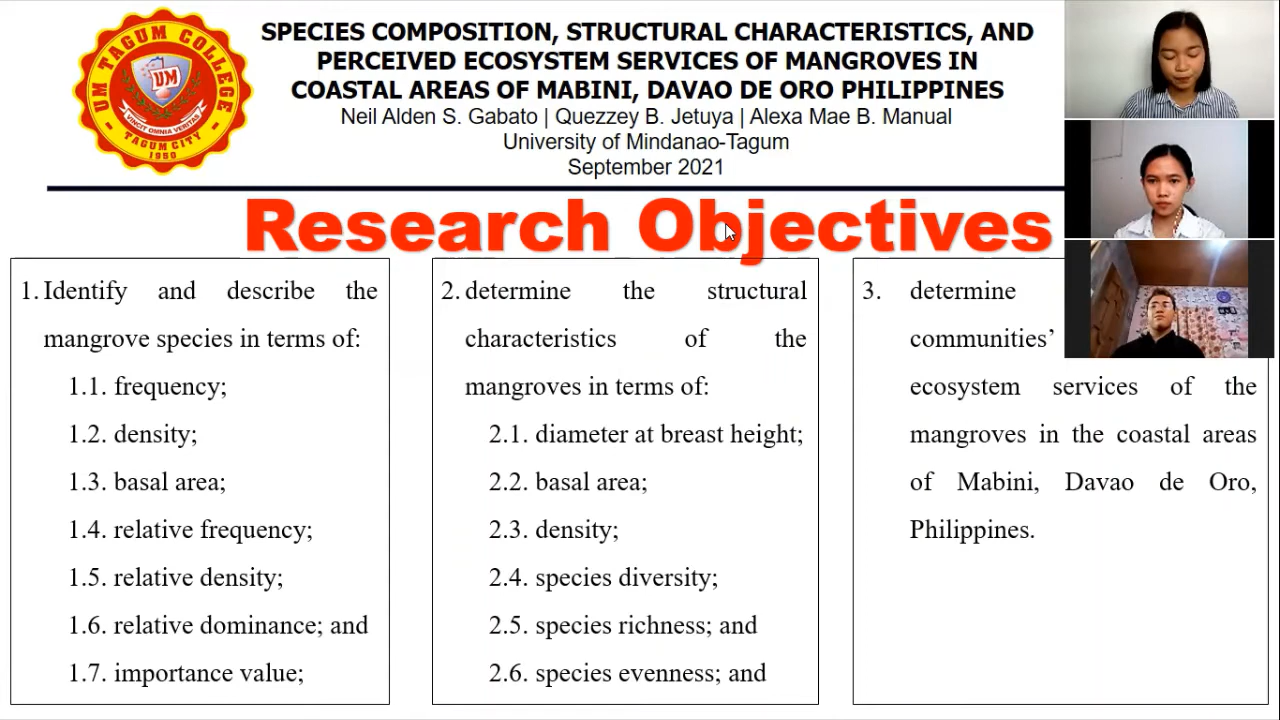 SPECIES COMPOSITION, STRUCTURAL CHARACTERISTICS, AND
PERCEIVED ECOSYSTEM SERVICES OF MANGROVES IN
COASTAL AREAS OF MABINI, DAVAO DE ORO PHILIPPINES
Neil Alden S. Gabato | Quezzey B. Jetuya | Alexa Mae B. Manual
University of Mindanao-Tagum
September 2021
UM TAGUM COLLEGE
UM
VINCIT OMNIA VERITAS
TAGUM CITY
1950
Research Objectives
1. Identify and describe the
mangrove species in terms of:
1.1. frequency;
1.2. density;
1.3. basal area;
1.4. relative frequency;
1.5. relative density;
1.6. relative dominance; and
1.7. importance value;
2. determine the structural
characteristics of the
mangroves in terms of:
2.1. diameter at breast height;
2.2. basal area;
2.3. density;
2.4. species diversity;
2.5. species richness; and
2.6. species evenness; and
3. determine
communities’
ecosystem services of the
mangroves in the coastal areas
of Mabini, Davao de Oro,
Philippines.